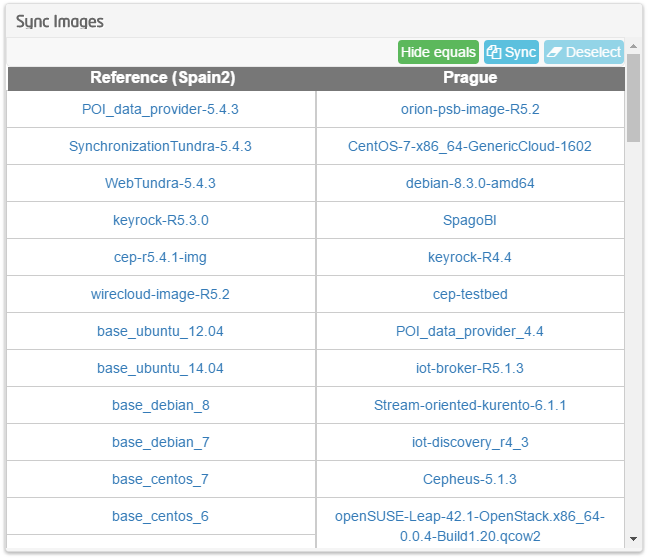 Sync Images
Hide equals Sync Deselect
Reference (Spain2) Prague
POI_data_provider-5.4.3 orion-psb-image-R5.2
SynchronizationTundra-5.4.3 CentOS-7-x86_64-GenericCloud-1602
WebTundra-5.4.3 debian-8.3.0-amd64
keyrock-R5.3.0 SpagoBI
cep-r5.4.1-img keyrock-R4.4
wirecloud-image-R5.2 cep-testbed
base_ubuntu_12.04 POI_data_provider_4.4
base_ubuntu_14.04 iot-broker-R5.1.3
base_debian_8 Stream-oriented-kurento-6.1.1
base_debian_7 iot-discovery_r4_3
base_centos_7 Cepheus-5.1.3
base_centos_6 openSUSE-Leap-42.1-OpenStack.x86_64-
0.0.4-Build1.20.qcow2